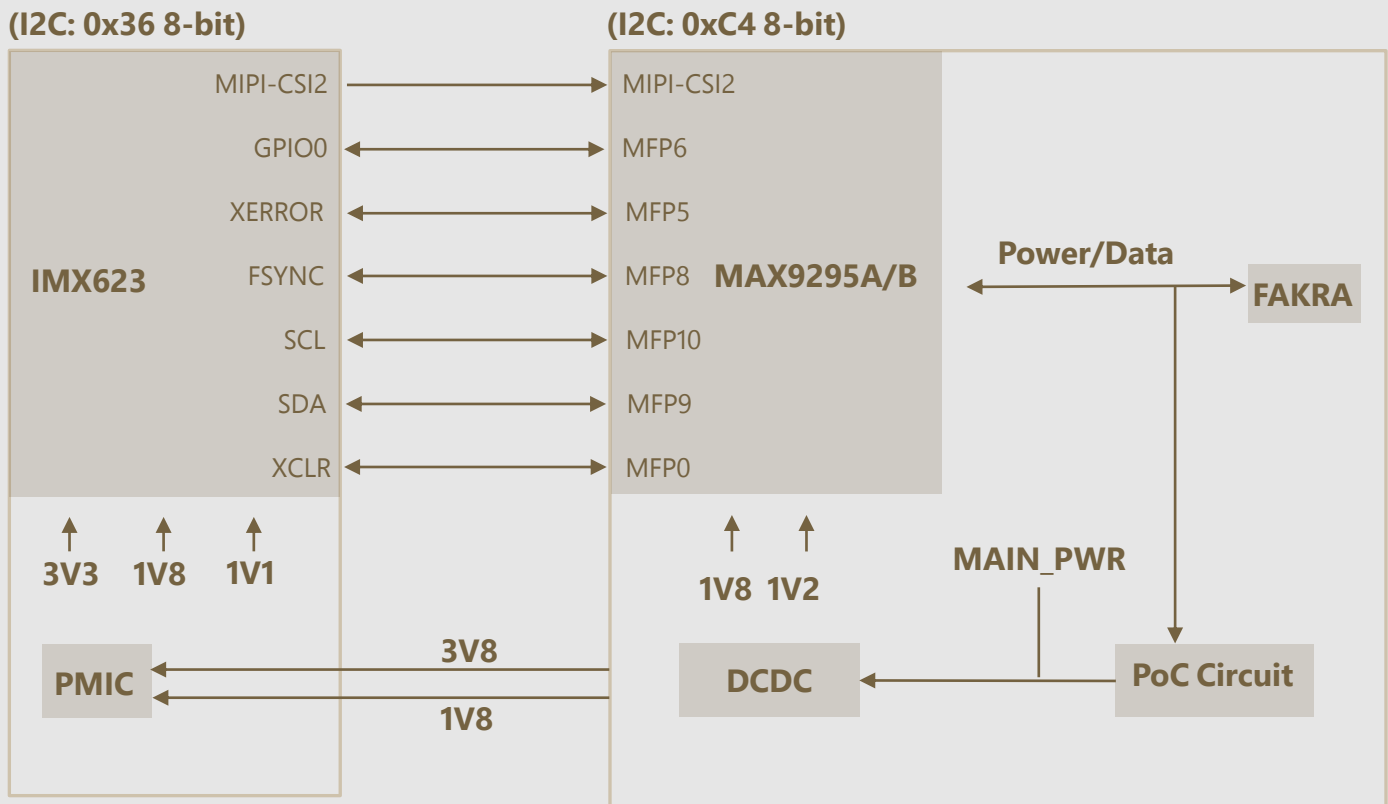 (I2C: 0x36 8-bit)
(I2C: 0xC4 8-bit)
MIPI-CSI2
MIPI-CSI2
GPIO0
MFP6
XERROR
MFP5
Power/Data
IMX623
FSYNC
MFP8
MAX9295A/B
FAKRA
SCL
MFP10
SDA
MFP9
XCLR
MFP0
3V3
1V8
1V1
1V8
1V2
MAIN_PWR
3V8
PMIC
DCDC
PoC Circuit
1V8